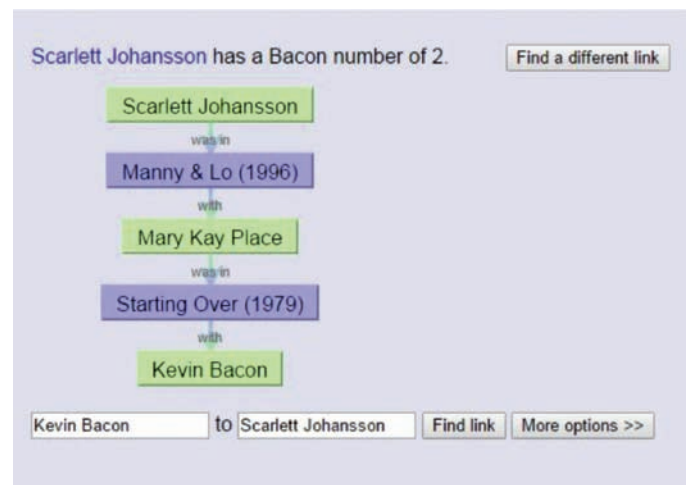 Scarlett Johansson has a Bacon number of 2.
Find a different link
Scarlett Johansson
was in
Manny & Lo (1996)
with
Mary Kay Place
was in
Starting Over (1979)
with
Kevin Bacon
Kevin Bacon to Scarlett Johansson Find link More options >>